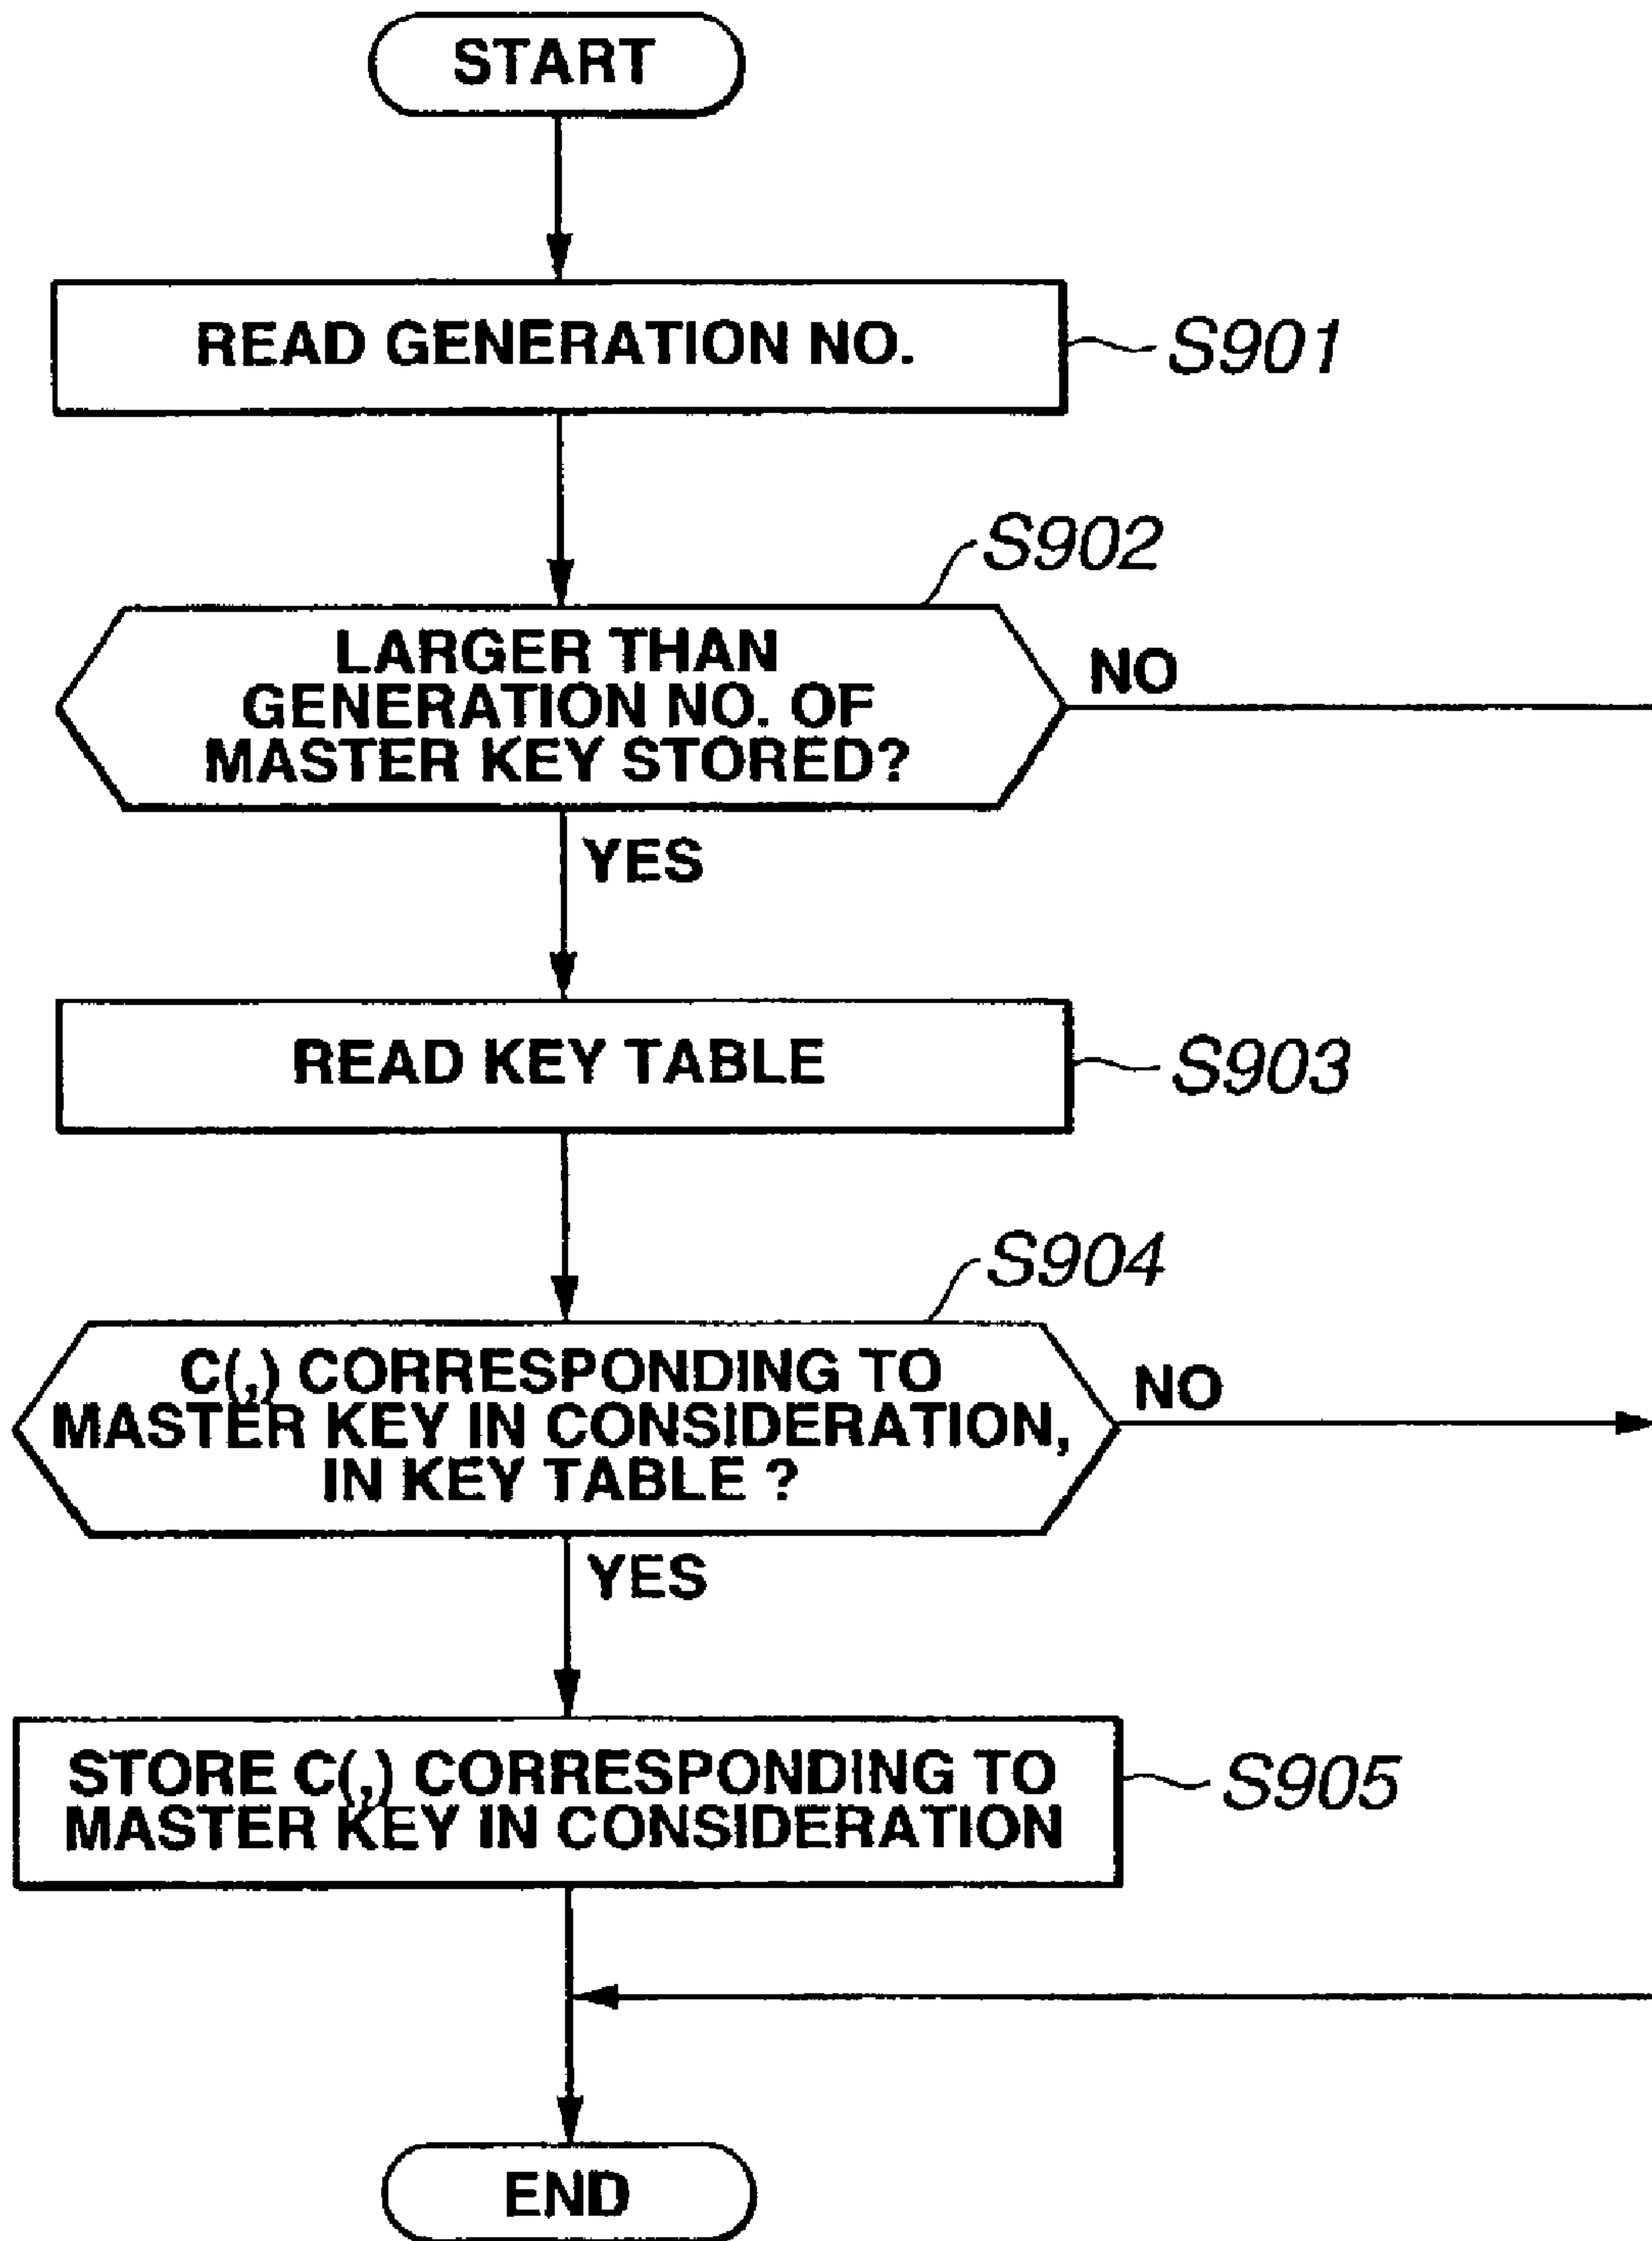 START
READ GENERATION NO.
S901
S902
LARGER THAN
GENERATION NO. OF
MASTER KEY STORED?
NO
YES
READ KEY TABLE
S903
S904
C(,) CORRESPONDING TO
MASTER KEY IN CONSIDERATION,
IN KEY TABLE ?
NO
YES
STORE C(,) CORRESPONDING TO
MASTER KEY IN CONSIDERATION
S905
END